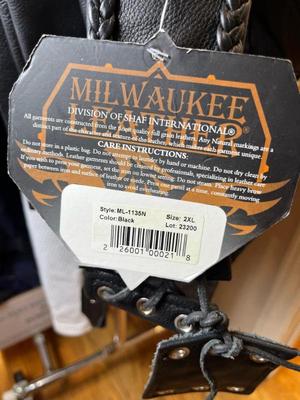 MILWAUKEE
DIVISION OF SHAF INTERNATIONAL®
All garments are constructed from the finest quality full grain leathers. Any Natural markings are a
distinct part of the character and texture of the leather, which makes each garment unique.
CARE INSTRUCTIONS:
Do not store in a plastic bag. Do not attempt to launder by hand or machine. Do not dry clean by
ordinary methods. Leather garments should be cleaned by professionals, specializing in leather care
If you wish to press your garment, set the iron on lowest setting. Do not steam. Place heavy brown
paper between iron and surface of leather or suede. Press one panel at a time, constantly moving
iron to avoid overheating.
Style: ML-1135N Size: 2XL
Color: Black Lot: 23200
2 26001 00021 8